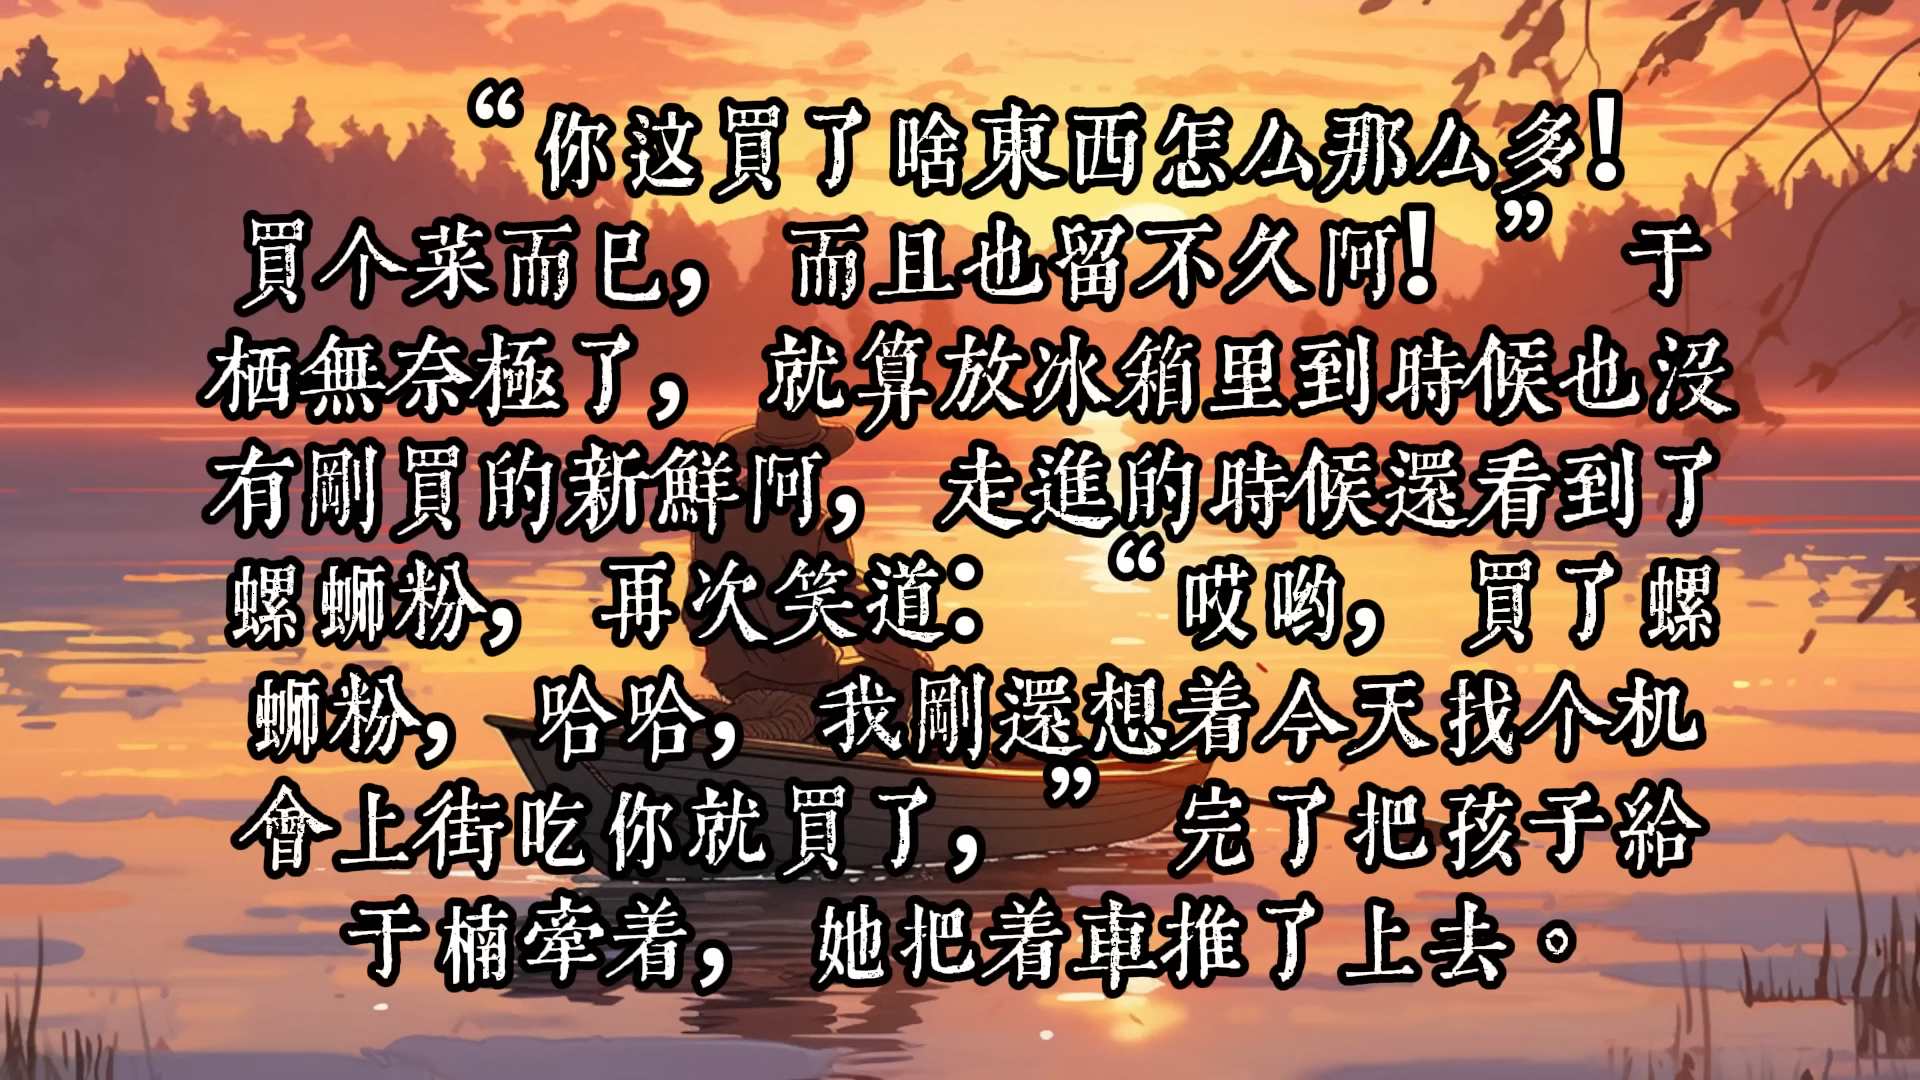 “你这買了啥東西怎么那么多！
買个菜而已，而且也留不久阿！”于
栖無奈極了，就算放冰箱里到時候也没
有剛買的新鮮阿，走進的時候還看到了
螺蛳粉，再次笑道：“哎哟，買了螺
蛳粉，哈哈，我剛還想着今天找个机
會上街吃你就買了，”完了把孩子給
于楠牽着，她把着車推了上去。